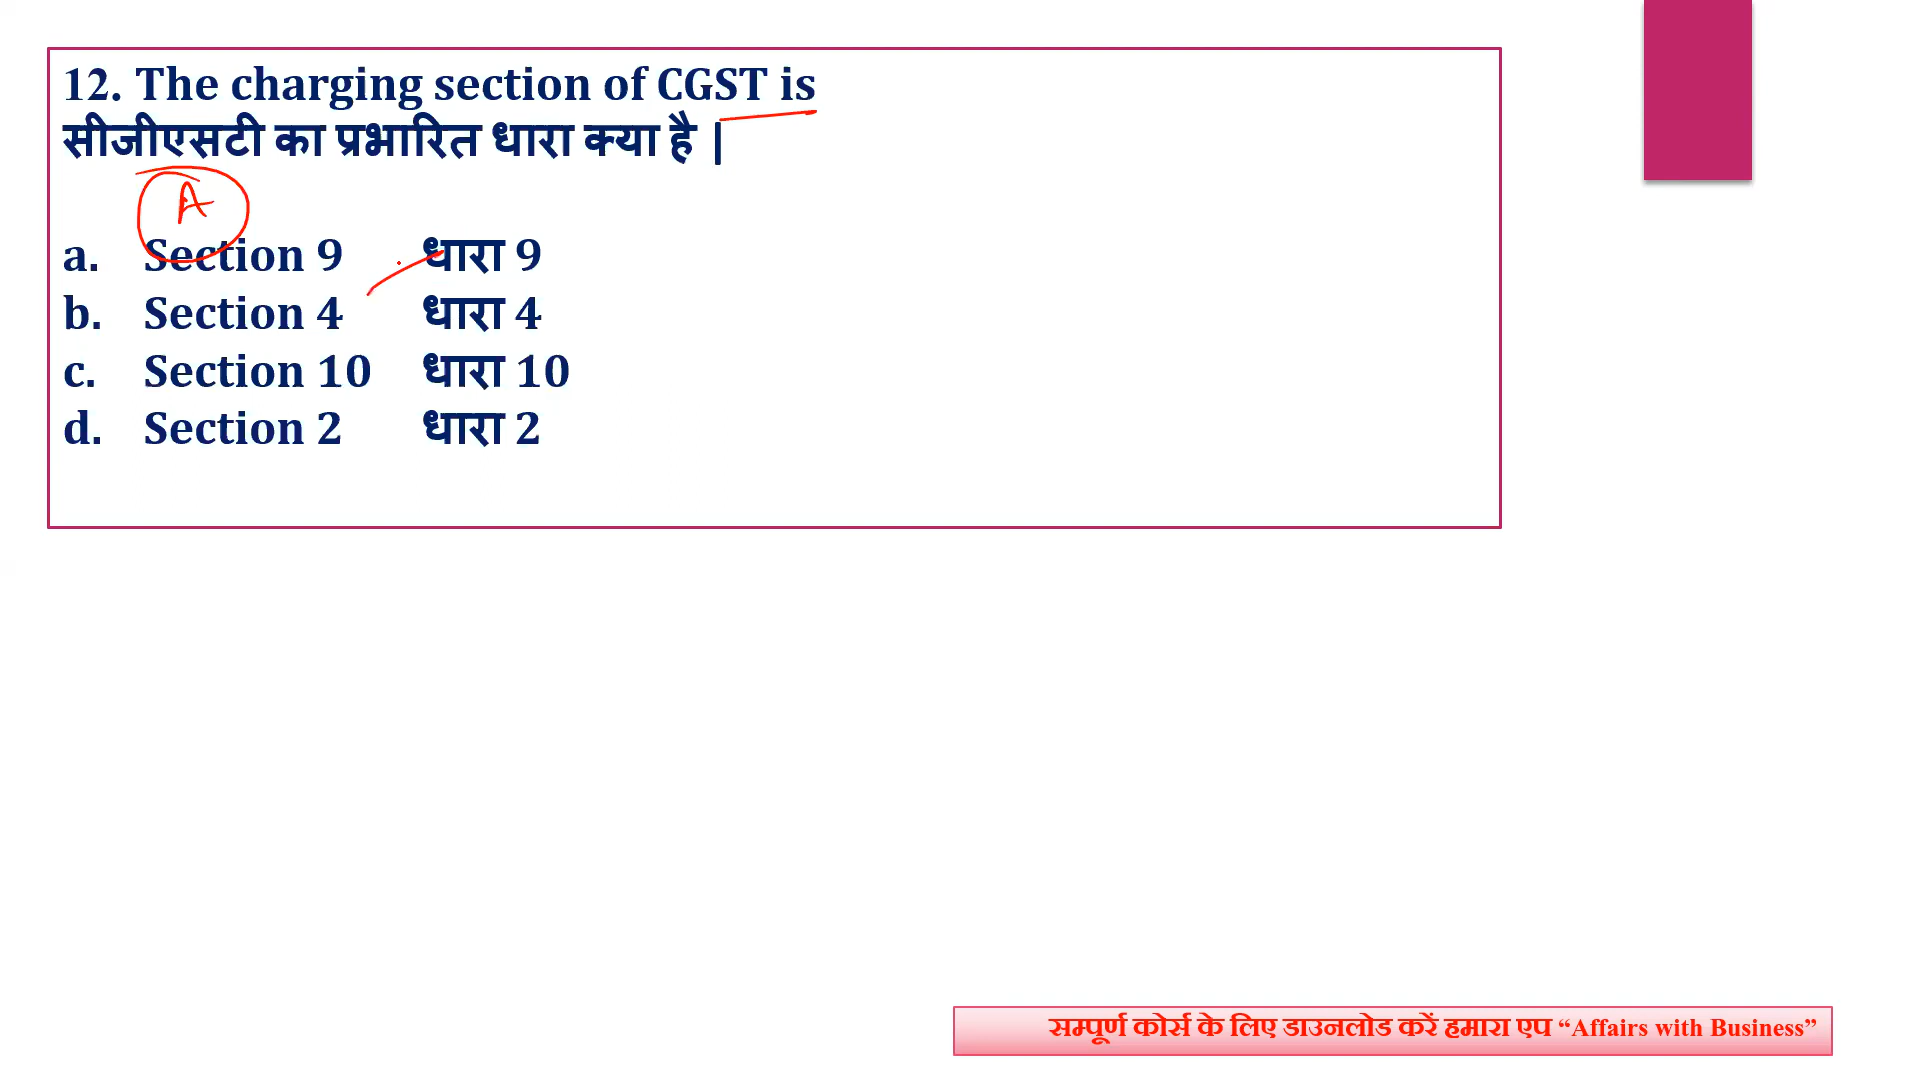 12. The charging section of CGST is
सीजीएसटी का प्रभारित धारा क्या है |
A
a. Section 9 धारा 9
b. Section 4 धारा 4
c. Section 10 धारा 10
d. Section 2 धारा 2
सम्पूर्ण कोर्स के लिए डाउनलोड करें हमारा एप “Affairs with Business”